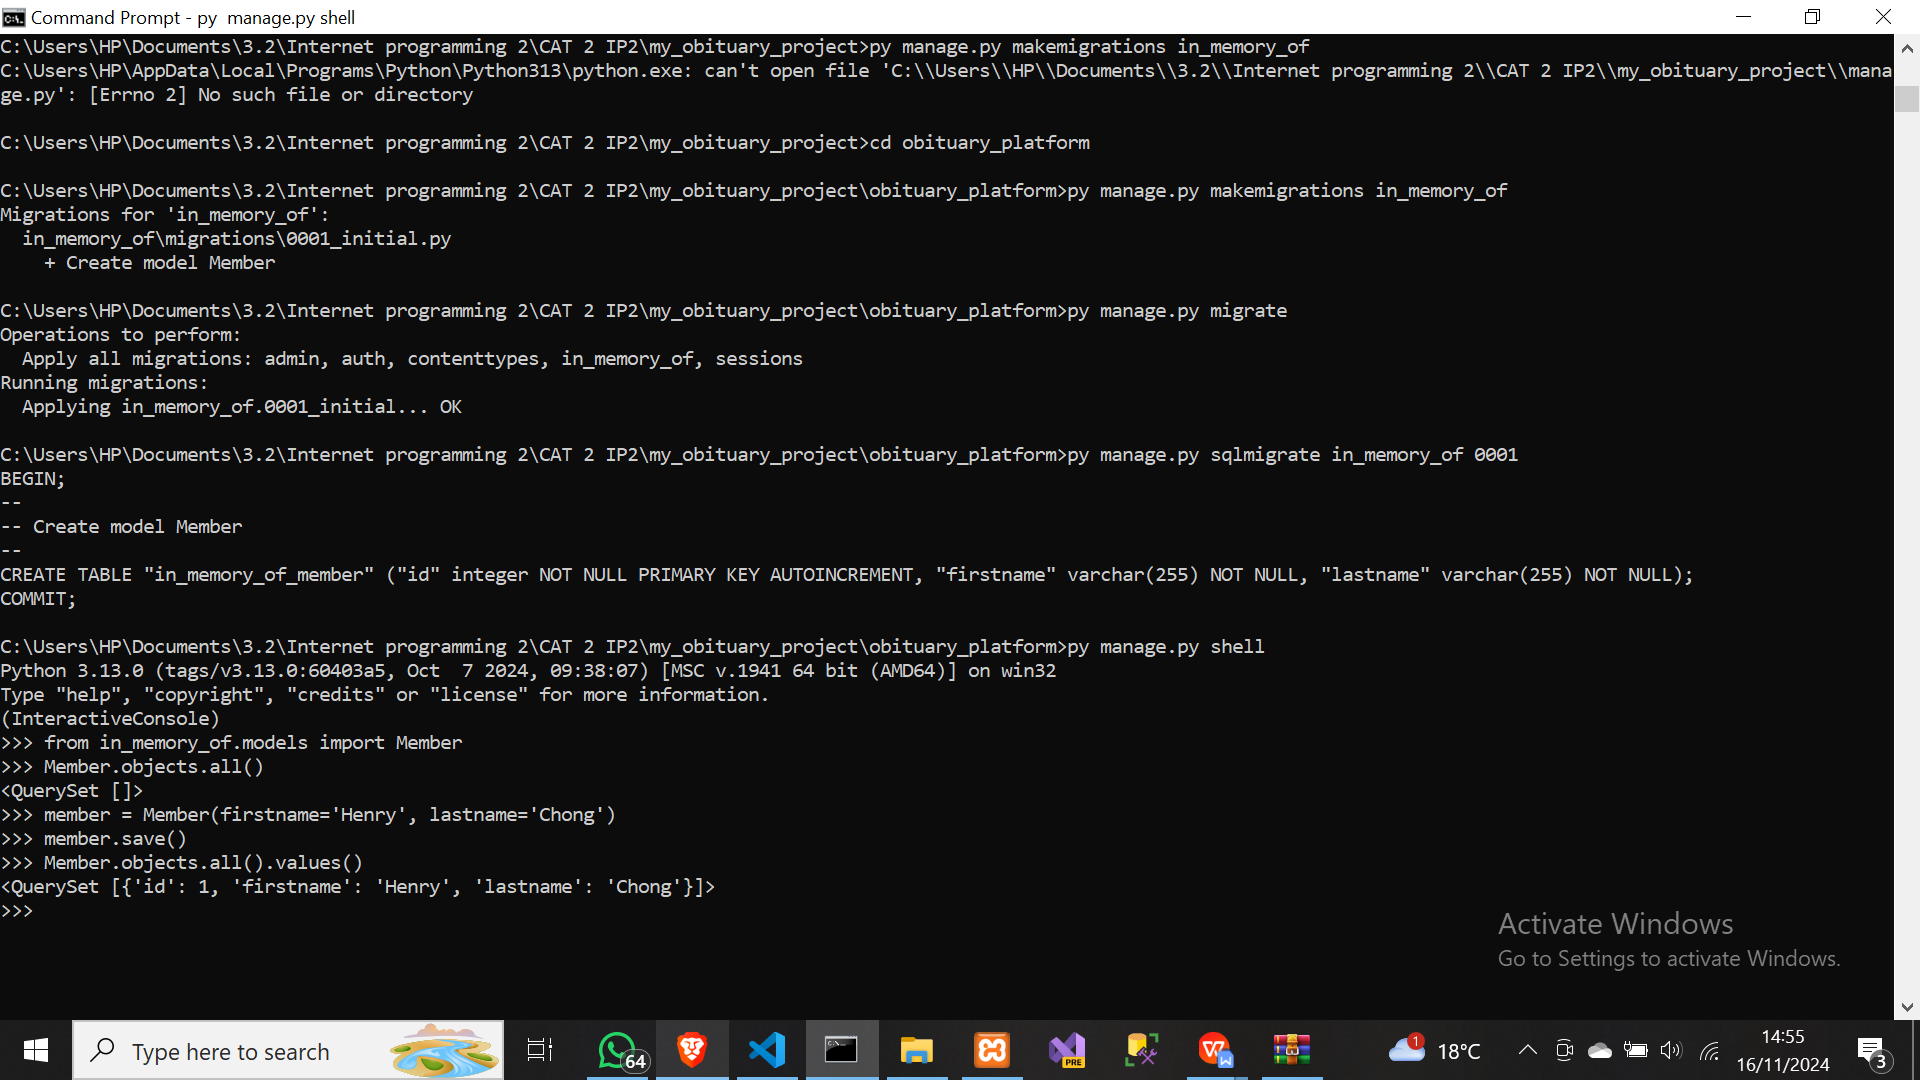 Command Prompt - py  manage.py shell
C:\Users\HP\Documents\3.2\Internet programming 2\CAT 2 IP2\my_obituary_project>py manage.py makemigrations in_memory_of
C:\Users\HP\AppData\Local\Programs\Python\Python313\python.exe: can't open file 'C:\\Users\\HP\\Documents\\3.2\\Internet programming 2\\CAT 2 IP2\\my_obituary_project\\mana
ge.py': [Errno 2] No such file or directory
C:\Users\HP\Documents\3.2\Internet programming 2\CAT 2 IP2\my_obituary_project>cd obituary_platform
C:\Users\HP\Documents\3.2\Internet programming 2\CAT 2 IP2\my_obituary_project\obituary_platform>py manage.py makemigrations in_memory_of
Migrations for 'in_memory_of':
  in_memory_of\migrations\0001_initial.py
    + Create model Member
C:\Users\HP\Documents\3.2\Internet programming 2\CAT 2 IP2\my_obituary_project\obituary_platform>py manage.py migrate
Operations to perform:
  Apply all migrations: admin, auth, contenttypes, in_memory_of, sessions
Running migrations:
  Applying in_memory_of.0001_initial... OK
C:\Users\HP\Documents\3.2\Internet programming 2\CAT 2 IP2\my_obituary_project\obituary_platform>py manage.py sqlmigrate in_memory_of 0001
BEGIN;
--
-- Create model Member
--
CREATE TABLE "in_memory_of_member" ("id" integer NOT NULL PRIMARY KEY AUTOINCREMENT, "firstname" varchar(255) NOT NULL, "lastname" varchar(255) NOT NULL);
COMMIT;
C:\Users\HP\Documents\3.2\Internet programming 2\CAT 2 IP2\my_obituary_project\obituary_platform>py manage.py shell
Python 3.13.0 (tags/v3.13.0:60403a5, Oct  7 2024, 09:38:07) [MSC v.1941 64 bit (AMD64)] on win32
Type "help", "copyright", "credits" or "license" for more information.
(InteractiveConsole)
>>> from in_memory_of.models import Member
>>> Member.objects.all()
<QuerySet []>
>>> member = Member(firstname='Henry', lastname='Chong')
>>> member.save()
>>> Member.objects.all().values()
<QuerySet [{'id': 1, 'firstname': 'Henry', 'lastname': 'Chong'}]>
>>>
Activate Windows
Go to Settings to activate Windows.
Type here to search
64
PRE
W
1
18°C
14:55
16/11/2024
3